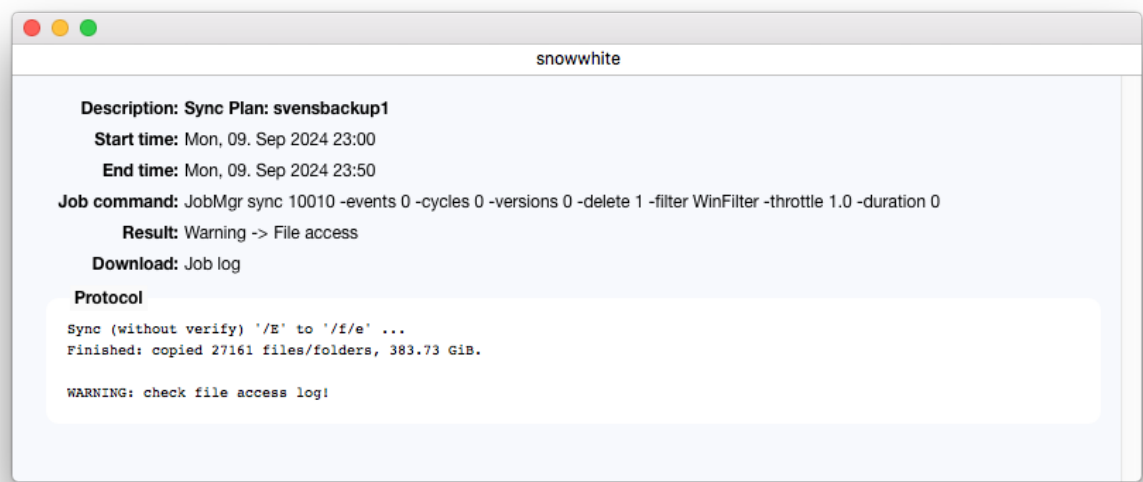 snowwhite
Description: Sync Plan: svensbackup1
Start time: Mon, 09. Sep 2024 23:00
End time: Mon, 09. Sep 2024 23:50
Job command: JobMgr sync 10010 -events 0 -cycles 0 -versions 0 -delete 1 -filter WinFilter -throttle 1.0 -duration 0
Result: Warning -> File access
Download: Job log
Protocol
Sync (without verify) '/E' to '/f/e' ...
Finished: copied 27161 files/folders, 383.73 GiB.
WARNING: check file access log!